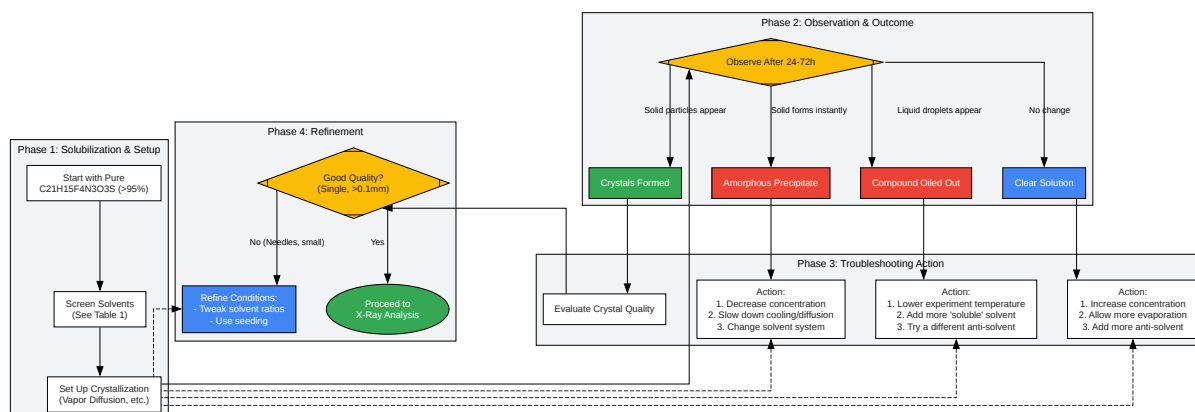 Phase 1: Solubilization & Setup
Start with Pure
C21H15F4N3O3S (>95%)
Screen Solvents
(See Table 1)
Set Up Crystallization
(Vapor Diffusion, etc.)
Phase 2: Observation & Outcome
Observe After 24-72h
Solid particles appear
Solid forms instantly
Liquid droplets appear
No change
Crystals Formed
Amorphous Precipitate
Compound Oiled Out
Clear Solution
Phase 3: Troubleshooting Action
Evaluate Crystal Quality
Action:
1. Decrease concentration
2. Slow down cooling/diffusion
3. Change solvent system
Action:
1. Lower experiment temperature
2. Add more 'soluble' solvent
3. Try a different anti-solvent
Action:
1. Increase concentration
2. Allow more evaporation
3. Add more anti-solvent
Phase 4: Refinement
Good Quality?
(Single, >0.1mm)
No (Needles, small)
Yes
Refine Conditions:
- Tweak solvent ratios
- Use seeding
Proceed to
X-Ray Analysis